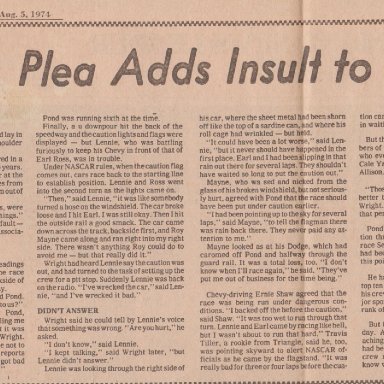 Aug. 5, 1974
Plea Adds Insult to
Pond was running sixth at the time.
Finally, a downpour hit the back of the
speedway and the caution lights and flags were
displayed — but Lennie, who was battling
furiously to keep his Chevy in front of that of
Earl Ross, was in trouble.
Under NASCAR rules, when the caution flag
comes out, cars race back to the starting line
to establish position. Lennie and Ross went
into the second turn as the lights came on.
"Then," said Lennie, "it was like somebody
turned a hose on the windshield. The car broke
loose and I hit Earl. I was still okay. Then I hit
the outside rail a good smack. The car came
down across the track, backside first, and Roy
Mayne came along and ran right into my right
side. There wasn't anything Roy could do to
avoid me — but that really did it."
Wright had heard Lennie say the caution was
out, and had turned to the task of setting up the
crew for a pit stop. Suddenly Lennie was back
on the radio. "I've wrecked the car," said Len-
nie, "and I've wrecked it bad."
DIDN'T ANSWER
Wright said he could tell by Lennie's voice
that something was wrong. "Are you hurt," he
asked.
"I don't know," said Lennie.
"I kept talking," said Wright later, "but
Lennie didn't answer."
Lennie was looking through the right side of
his car, where the sheet metal had been shorn
off like the top of a sardine can, and where his
roll cage had wrinkled — but held.
"It could have been a lot worse," said Len-
nie, "but it never should have happened in the
first place. Earl and I had been slipping in that
rain out there for several laps. They shouldn't
have waited so long to put the caution out."
Mayne, who was set and nicked from the
glass of his broken windshield, but not serious-
ly hurt, agreed with Pond that the race should
have been put under caution earlier.
"I had been pointing up to the sky for several
laps," said Mayne, "to tell the flagman there
was rain back there. They never paid any at-
tention to me."
Mayne looked at his Dodge, which had
caromed off Pond and halfway through the
guard rail. It was a total loss, too. "I don't
know when I'll race again," he said. "They've
put me out of business for the time being."
Chevy-driving Ernie Shaw agreed that the
race was being run under dangerous con-
ditions. "I backed off before the caution,"
said Shaw. "It was too wet to run through that
turn. Lennie and Earl came by racing like hell,
but I wasn't about to run that hard." Travis
Tiller, a rookie from Triangle, said he, too,
was pointing skyward to alert NASCAR of-
ficials as he came by the flagstand. "It was
really bad for three or maybe four laps be-